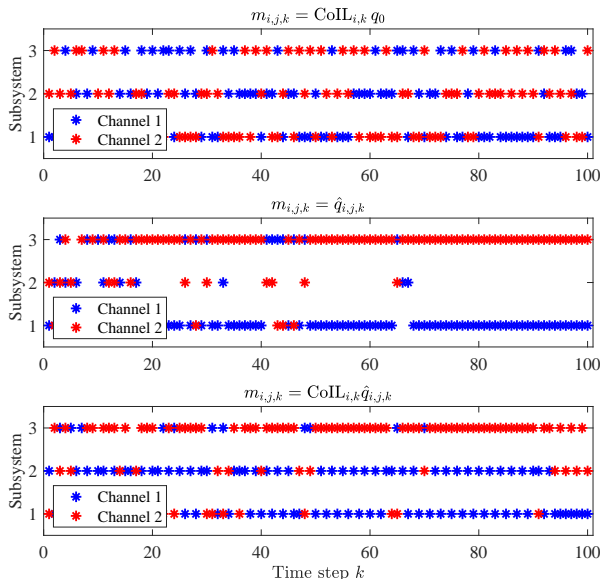 m_{i,j,k} = CoIL_{i,k} q_0
Subsystem
3
2
1
Channel 1
Channel 2
0 20 40 60 80 100
m_{i,j,k} = q̂_{i,j,k}
Subsystem
3
2
1
Channel 1
Channel 2
0 20 40 60 80 100
m_{i,j,k} = CoIL_{i,k} q̂_{i,j,k}
Subsystem
3
2
1
Channel 1
Channel 2
0 20 40 60 80 100
Time step k